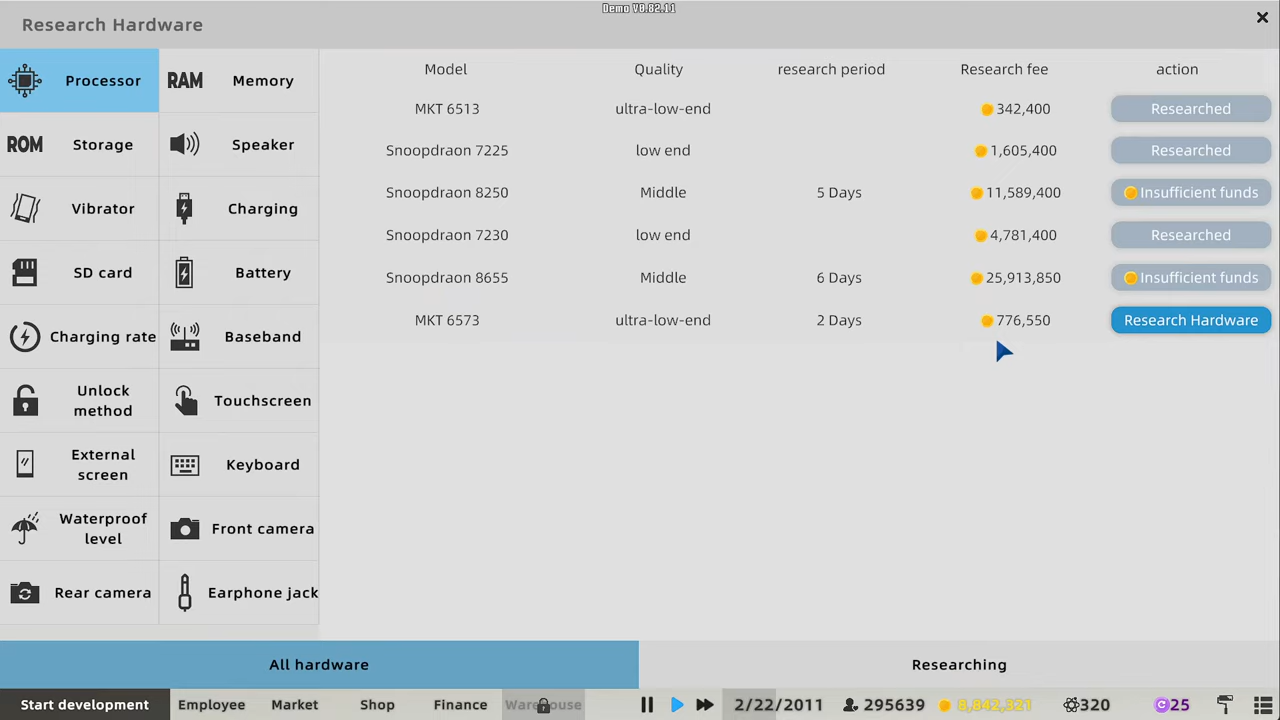 Demo V0.82.11
Research Hardware
Processor
RAM Memory
ROM Storage
Speaker
Vibrator
Charging
SD card
Battery
Charging rate
Baseband
Unlock method
Touchscreen
External screen
Keyboard
Waterproof level
Front camera
Rear camera
Earphone jack
Model Quality research period Research fee action
MKT 6513 ultra-low-end 342,400 Researched
Snoopdraon 7225 low end 1,605,400 Researched
Snoopdraon 8250 Middle 5 Days 11,589,400 Insufficient funds
Snoopdraon 7230 low end 4,781,400 Researched
Snoopdraon 8655 Middle 6 Days 25,913,850 Insufficient funds
MKT 6573 ultra-low-end 2 Days 776,550 Research Hardware
All hardware Researching
Start development Employee Market Shop Finance Warehouse 2/22/2011 295639 8,842,321 320 C 25